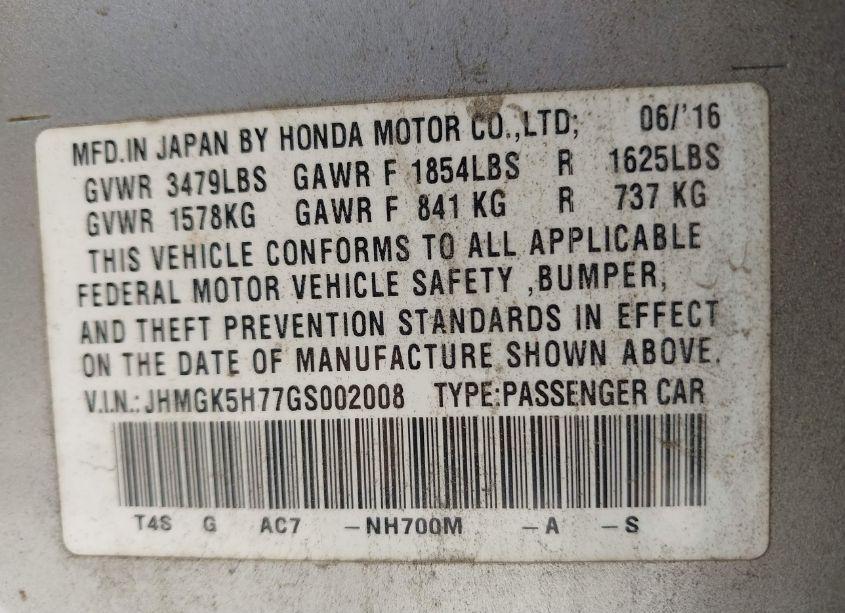 MFD.IN JAPAN BY HONDA MOTOR CO.,LTD; 06/'16
GVWR 3479LBS GAWR F 1854LBS R 1625LBS
GVWR 1578KG GAWR F 841 KG R 737 KG
THIS VEHICLE CONFORMS TO ALL APPLICABLE
FEDERAL MOTOR VEHICLE SAFETY ,BUMPER,
AND THEFT PREVENTION STANDARDS IN EFFECT
ON THE DATE OF MANUFACTURE SHOWN ABOVE.
V.I.N.: JHMGK5H77GS002008 TYPE:PASSENGER CAR
T4S G AC7 -NH700M -A -S